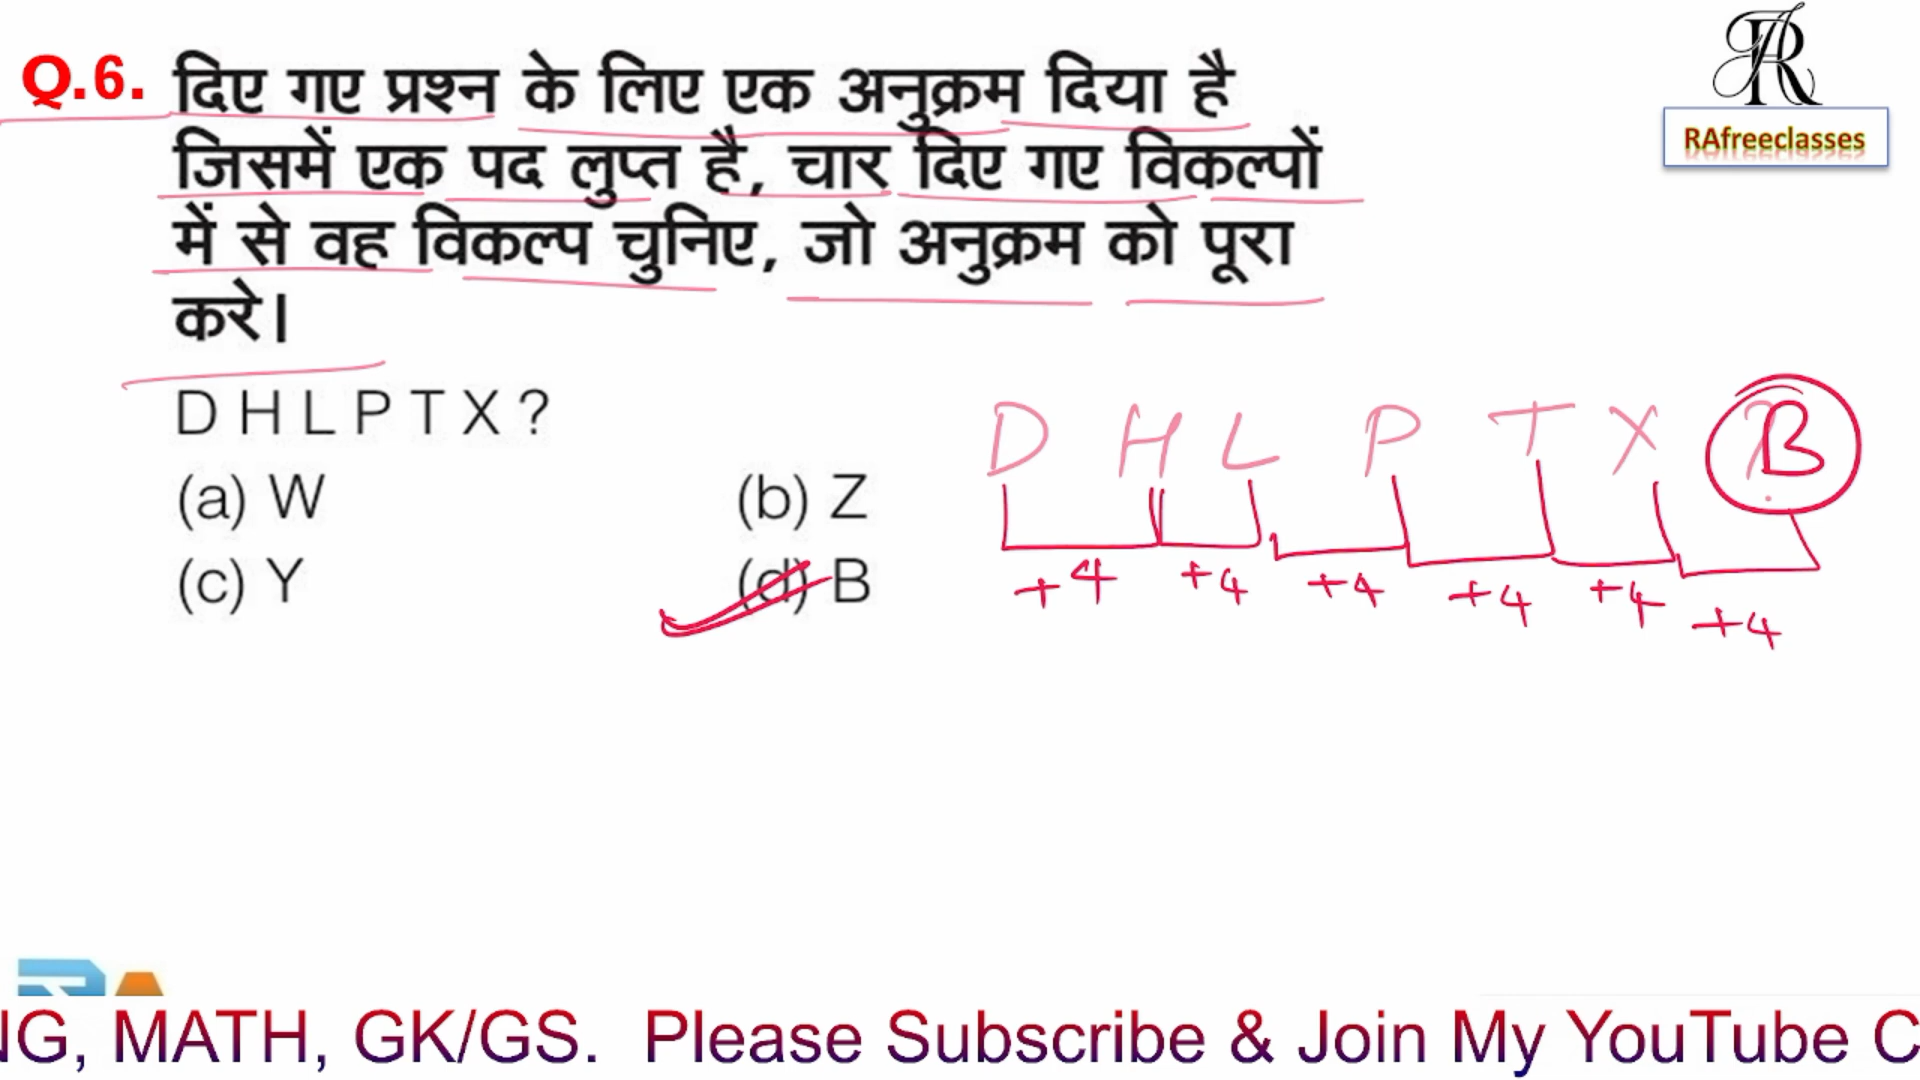 Q.6. दिए गए प्रश्न के लिए एक अनुक्रम दिया है
जिसमें एक पद लुप्त है, चार दिए गए विकल्पों
में से वह विकल्प चुनिए, जो अनुक्रम को पूरा
करे।
RAfreeclasses
D H L P T X ?
(a) W (b) Z
(c) Y (d) B
D H L P T X B
+4 +4 +4 +4 +4 +4
NG, MATH, GK/GS. Please Subscribe & Join My YouTube C